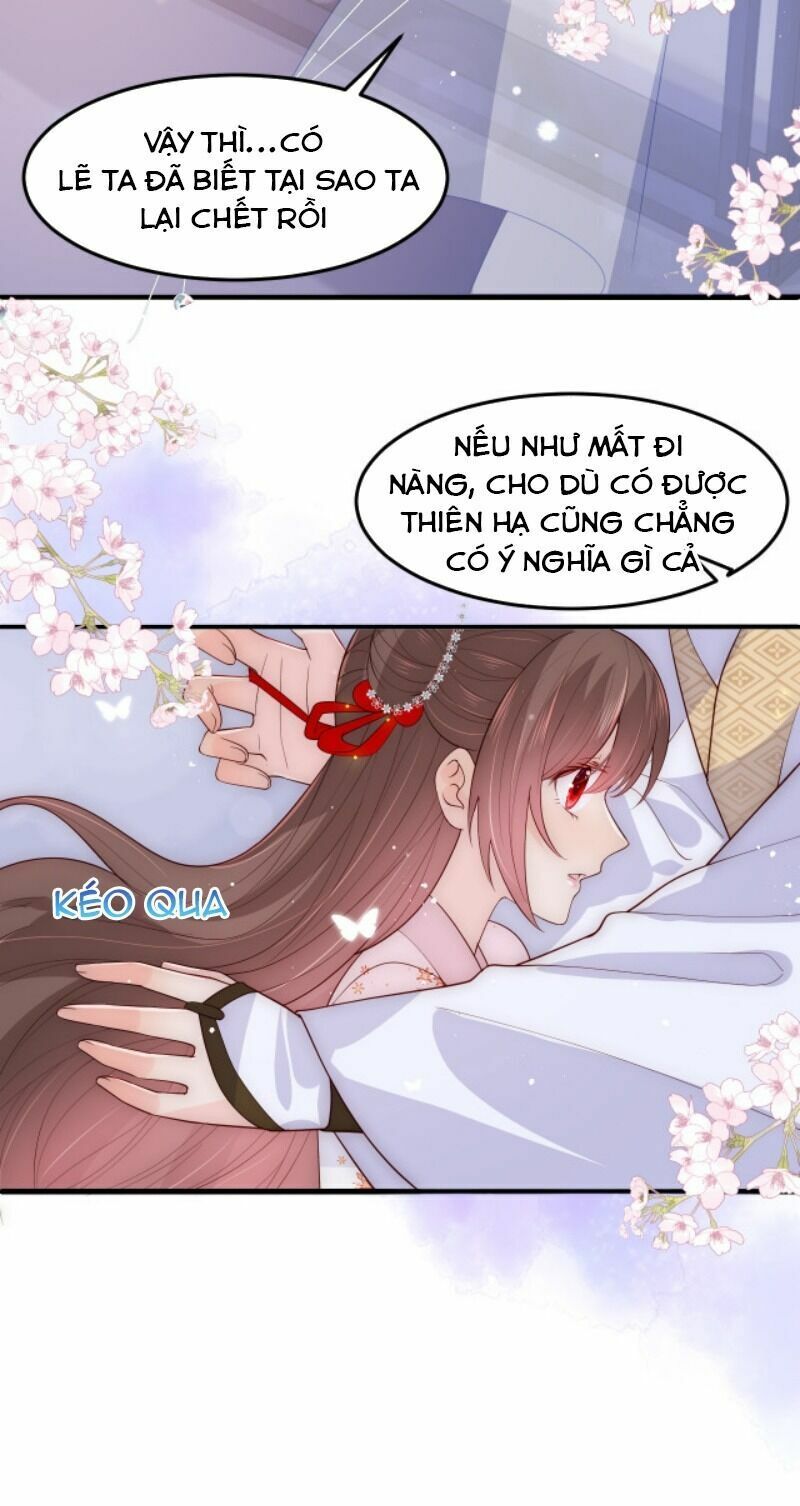 VẬY THÌ...CÓ
LẼ TA ĐÃ BIẾT TẠI SAO TA
LẠI CHẾT RỒI
NẾU NHƯ MẤT ĐI
NÀNG, CHO DÙ CÓ ĐƯỢC
THIÊN HẠ CŨNG CHẲNG
CÓ Ý NGHĨA GÌ CẢ
KÉO QUA